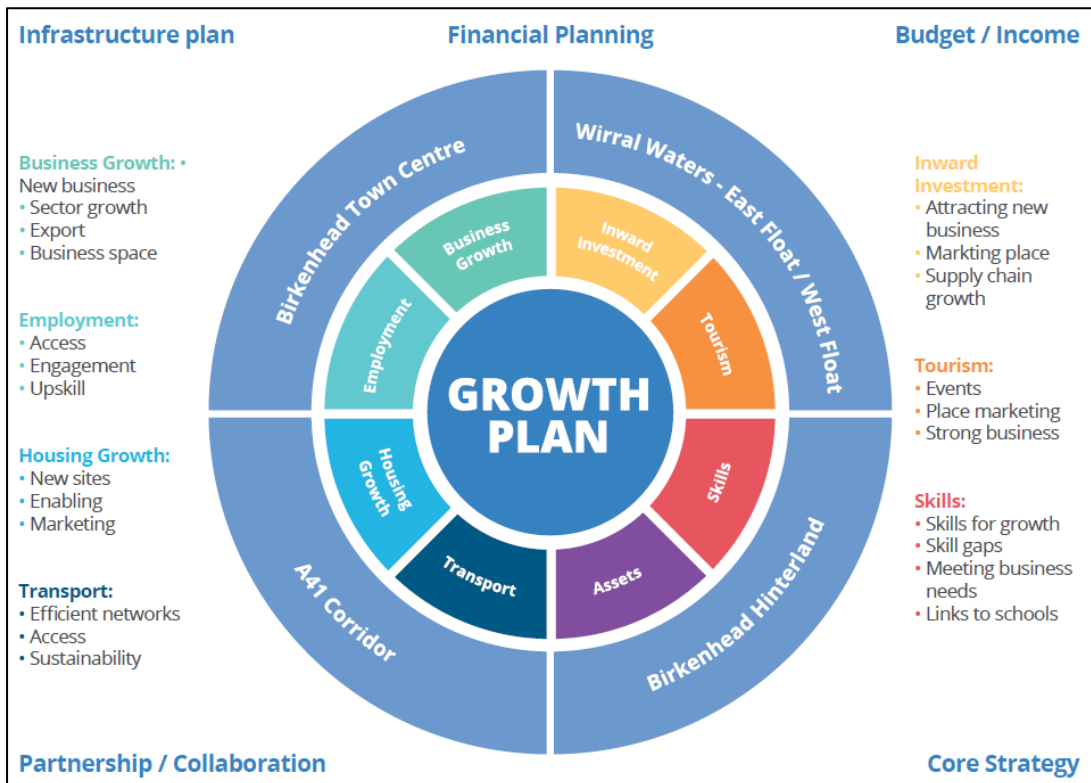 Infrastructure plan
Financial Planning
Budget / Income
Business Growth: •
New business
• Sector growth
• Export
• Business space
Employment:
• Access
• Engagement
• Upskill
Housing Growth:
• New sites
• Enabling
• Marketing
Transport:
• Efficient networks
• Access
• Sustainability
Birkenhead Town Centre
Wirral Waters - East Float / West Float
A41 Corridor
Birkenhead Hinterland
Business
Growth
Inward
Investment
Employment
Tourism
GROWTH
PLAN
Housing
Growth
Skills
Transport
Assets
Inward
Investment:
• Attracting new
business
• Markting place
• Supply chain
growth
Tourism:
• Events
• Place marketing
• Strong business
Skills:
• Skills for growth
• Skill gaps
• Meeting business
needs
• Links to schools
Partnership / Collaboration
Core Strategy